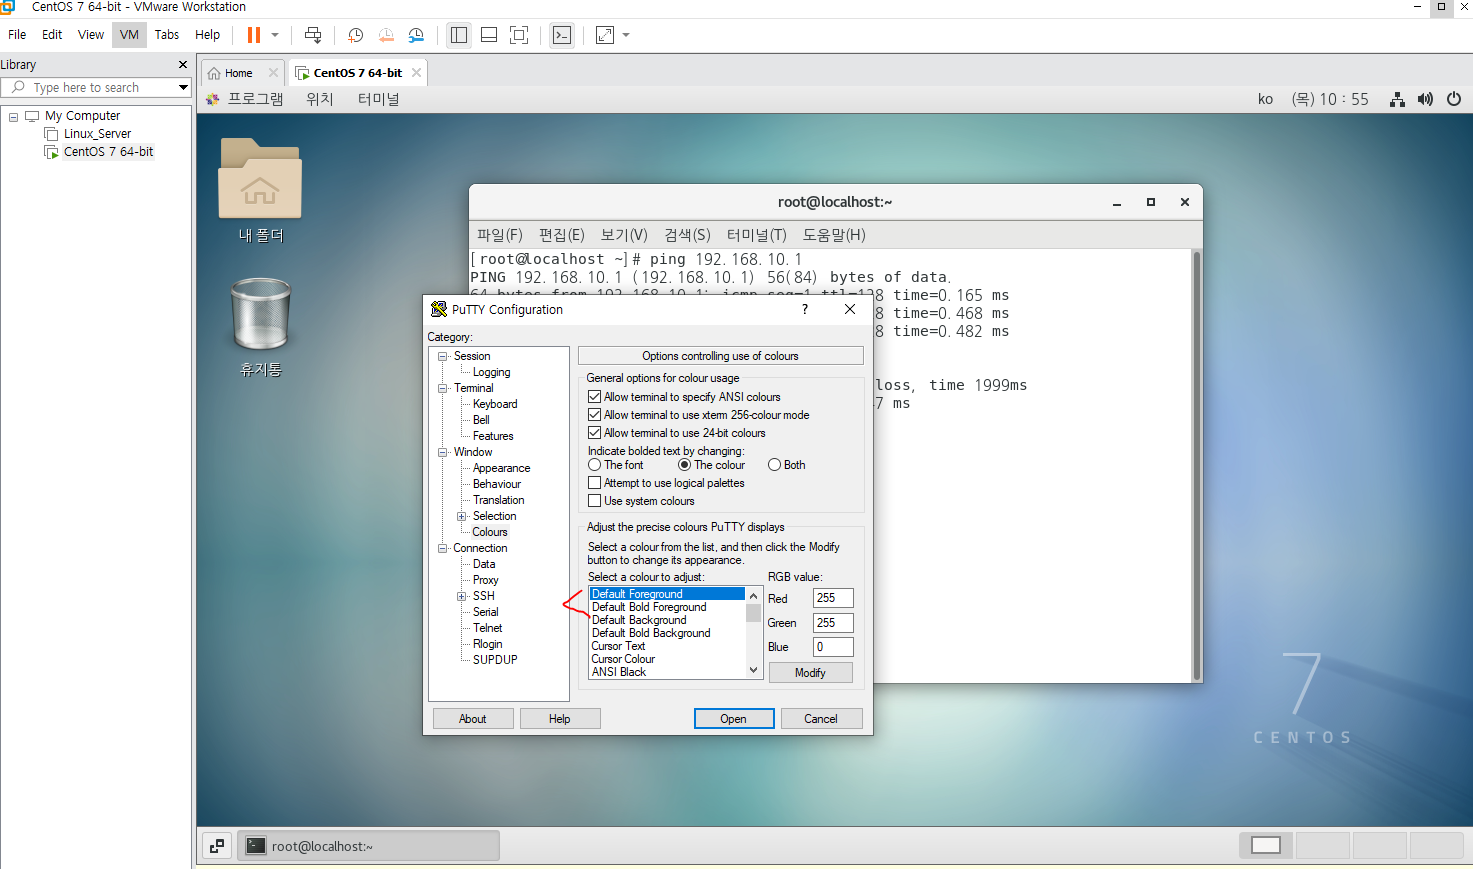 CentOS 7 64-bit - VMware Workstation
File Edit View VM Tabs Help
Library
Type here to search
My Computer
Linux_Server
CentOS 7 64-bit
Home
CentOS 7 64-bit
프로그램 위치 터미널
ko (목) 10 : 55
내 폴더
휴지통
root@localhost:~
파일(F) 편집(E) 보기(V) 검색(S) 터미널(T) 도움말(H)
[root@localhost ~]# ping 192.168.10.1
PING 192.168.10.1 (192.168.10.1) 56(84) bytes of data.
64 bytes from 192.168.10.1: icmp_seq=1 ttl=128 time=0.165 ms
8 time=0.468 ms
8 time=0.482 ms
loss, time 1999ms
7 ms
PuTTY Configuration
Category:
Session
Logging
Terminal
Keyboard
Bell
Features
Window
Appearance
Behaviour
Translation
Selection
Colours
Connection
Data
Proxy
SSH
Serial
Telnet
Rlogin
SUPDUP
Options controlling use of colours
General options for colour usage
Allow terminal to specify ANSI colours
Allow terminal to use xterm 256-colour mode
Allow terminal to use 24-bit colours
Indicate bolded text by changing:
The font The colour Both
Attempt to use logical palettes
Use system colours
Adjust the precise colours PuTTY displays
Select a colour from the list, and then click the Modify
button to change its appearance.
Select a colour to adjust: RGB value:
Default Foreground
Default Bold Foreground
Default Background
Default Bold Background
Cursor Text
Cursor Colour
ANSI Black
Red 255
Green 255
Blue 0
Modify
About Help Open Cancel
7
CENTOS
root@localhost:~